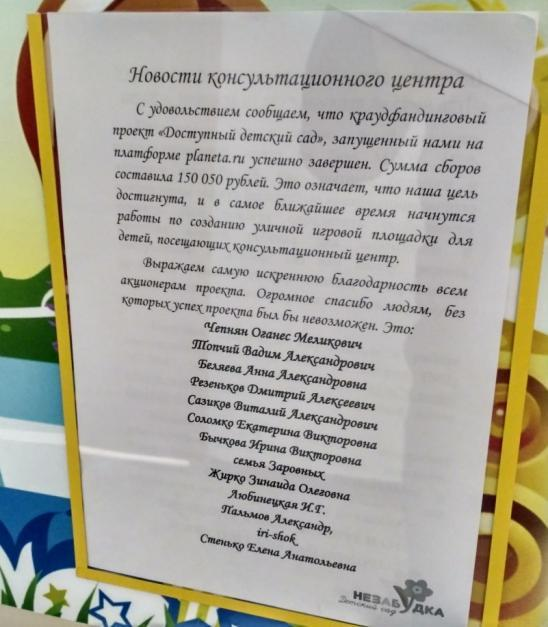 Новости консультационного центра
С удовольствием сообщаем, что краудфандинговый
проект «Доступный детский сад», запущенный нами на
платформе planeta.ru успешно завершен. Сумма сборов
составила 150 050 рублей. Это означает, что наша цель
достигнута, и в самое ближайшее время начнутся
работы по созданию уличной игровой площадки для
детей, посещающих консультационный центр.
Выражаем самую искреннюю благодарность всем
акционерам проекта. Огромное спасибо людям, без
которых успех проекта был бы невозможен. Это:
Чепнян Оганес Меликович
Топчий Вадим Александрович
Беляева Анна Александровна
Резеньков Дмитрий Алексеевич
Сазиков Виталий Александрович
Соломко Екатерина Викторовна
Бычкова Ирина Викторовна
семья Заровных
Жирко Зинаида Олеговна
Любинецкая И.Г.
Пальмов Александр,
iri-shok
Стенько Елена Анатольевна
НЕЗАБУДКА
Детский сад